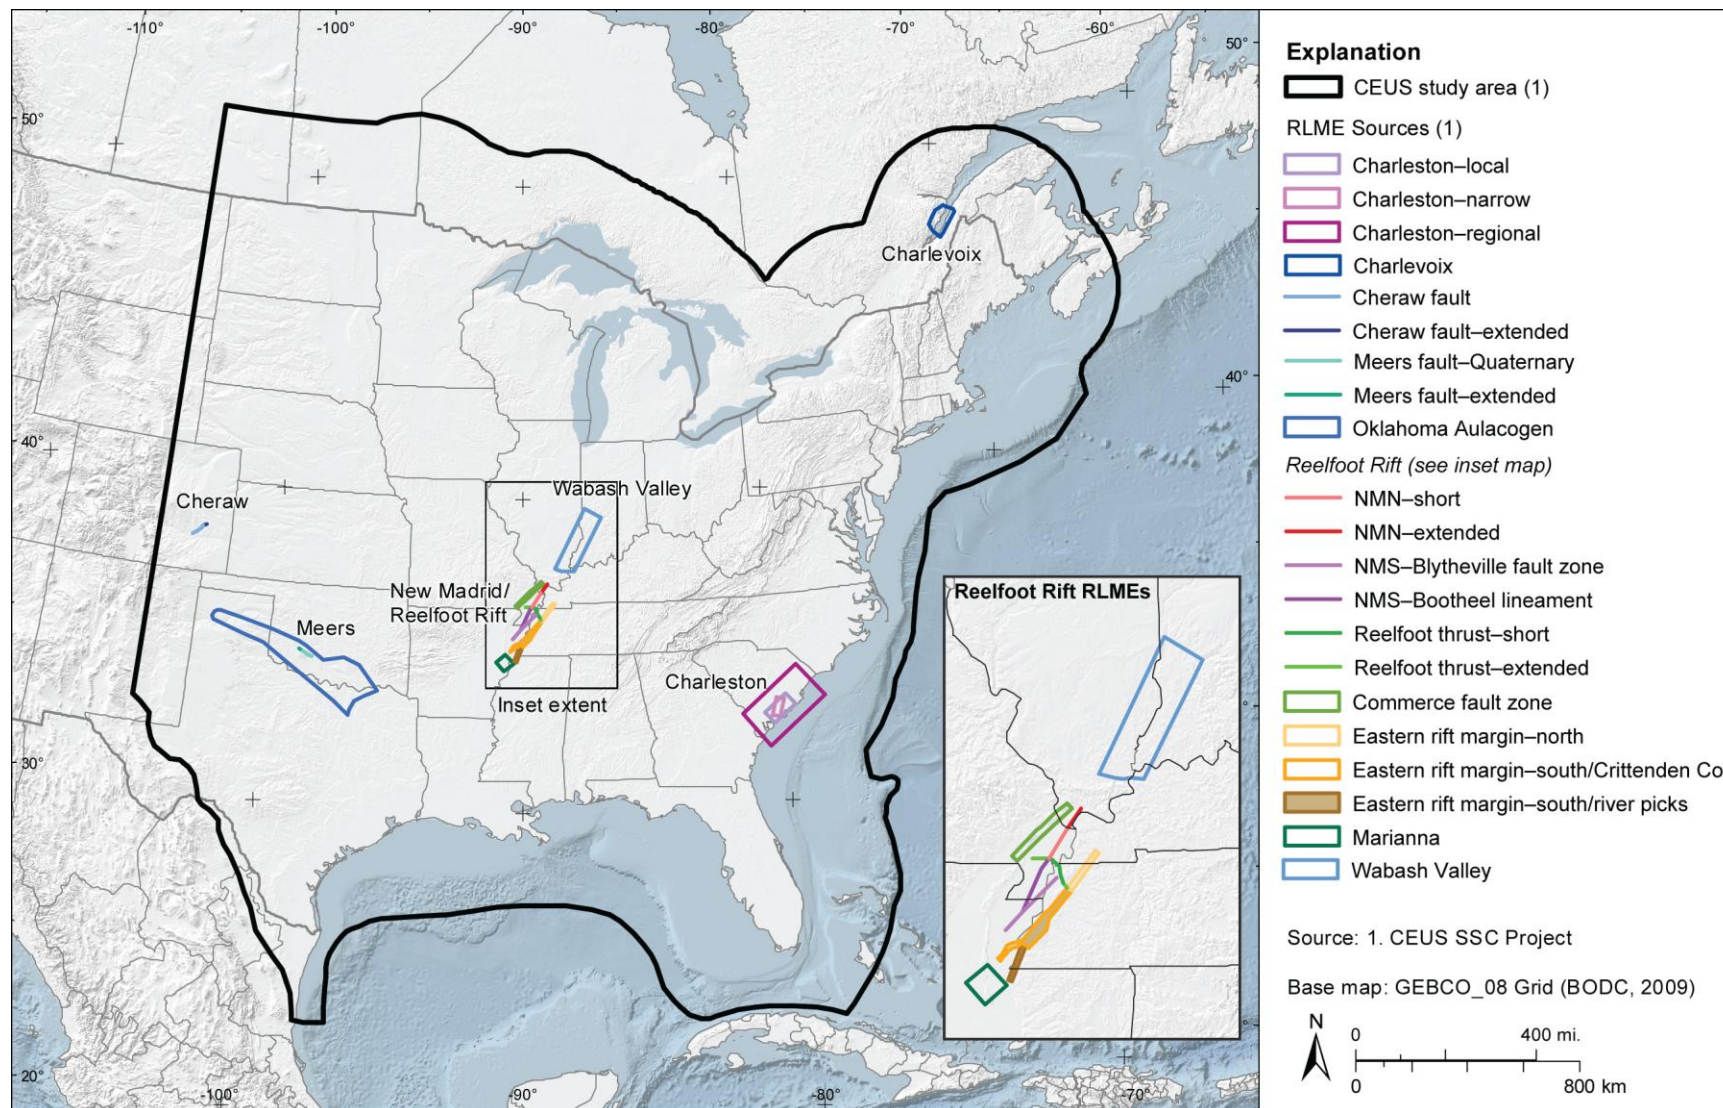 -110°
-100°
-90°
-80°
-70°
-60°
50°
50°
40°
40°
30°
20°
-100°
-90°
-80°
-70°
Charlevoix
Cheraw
Wabash Valley
New Madrid/
Reelfoot Rift
Meers
Charleston
Inset extent
Reelfoot Rift RLMEs
Explanation
CEUS study area (1)
RLME Sources (1)
Charleston–local
Charleston–narrow
Charleston–regional
Charlevoix
Cheraw fault
Cheraw fault–extended
Meers fault–Quaternary
Meers fault–extended
Oklahoma Aulacogen
Reelfoot Rift (see inset map)
NMN–short
NMN–extended
NMS–Blytheville fault zone
NMS–Bootheel lineament
Reelfoot thrust–short
Reelfoot thrust–extended
Commerce fault zone
Eastern rift margin–north
Eastern rift margin–south/Crittenden Co
Eastern rift margin–south/river picks
Marianna
Wabash Valley
Source: 1. CEUS SSC Project
Base map: GEBCO_08 Grid (BODC, 2009)
N
0 400 mi.
0 800 km